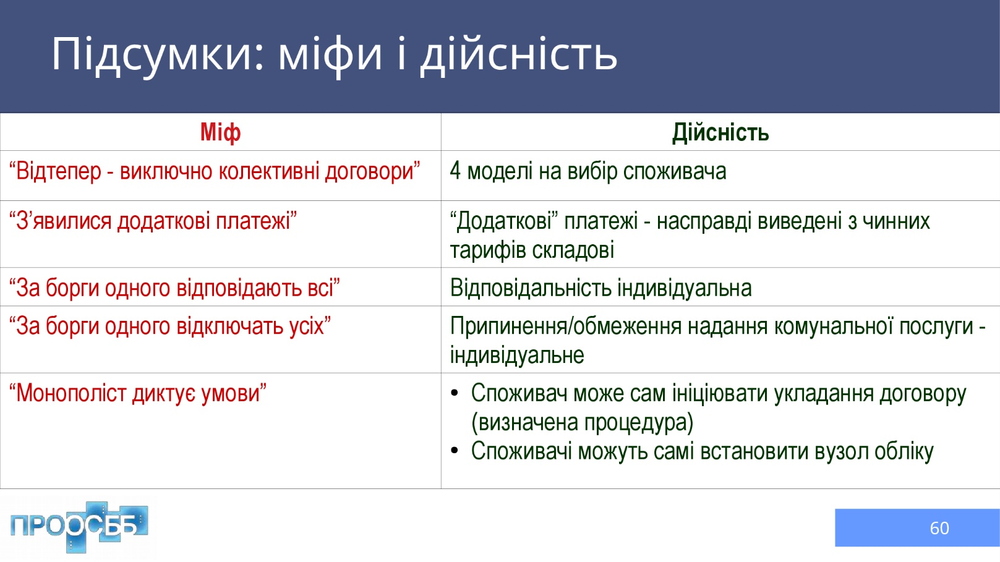 Підсумки: міфи і дійсність
Міф
Дійсність
“Відтепер - виключно колективні договори”
4 моделі на вибір споживача
“З’явилися додаткові платежі”
“Додаткові” платежі - насправді виведені з чинних
тарифів складові
“За борги одного відповідають всі”
Відповідальність індивідуальна
“За борги одного відключать усіх”
Припинення/обмеження надання комунальної послуги -
індивідуальне
“Монополіст диктує умови”
• Споживач може сам ініціювати укладання договору
(визначена процедура)
• Споживачі можуть самі встановити вузол обліку
ПРООСББ
60